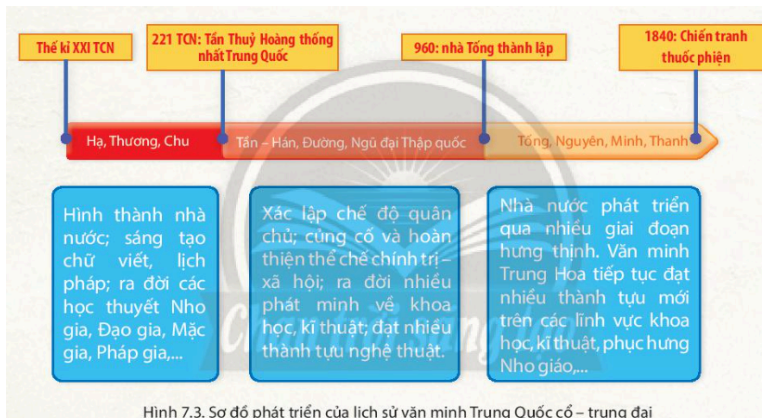 Thế kỉ XXI TCN
221 TCN: Tần Thuỷ Hoàng thống
nhất Trung Quốc
960: nhà Tống thành lập
1840: Chiến tranh
thuốc phiện
Hạ, Thương, Chu
Tần – Hán, Đường, Ngũ đại Thập quốc
Tống, Nguyên, Minh, Thanh
Hình thành nhà
nước; sáng tạo
chữ viết, lịch
pháp; ra đời các
học thuyết Nho
gia, Đạo gia, Mặc
gia, Pháp gia,...
Xác lập chế độ quân
chủ; củng cố và hoàn
thiện thể chế chính trị –
xã hội; ra đời nhiều
phát minh về khoa
học, kĩ thuật; đạt nhiều
thành tựu nghệ thuật.
Nhà nước phát triển
qua nhiều giai đoạn
hưng thịnh. Văn minh
Trung Hoa tiếp tục đạt
nhiều thành tựu mới
trên các lĩnh vực khoa
học, kĩ thuật, phục hưng
Nho giáo,...
Chân trời sáng tạo
Hình 7.3. Sơ đồ phát triển của lịch sử văn minh Trung Quốc cổ – trung đại